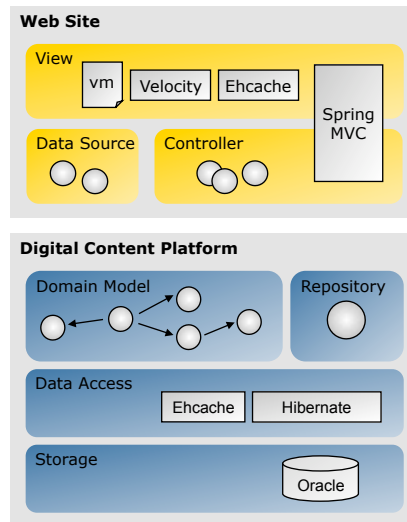 Web Site
View
vm
Velocity
Ehcache
Spring
MVC
Data Source
Controller
Digital Content Platform
Domain Model
Repository
Data Access
Ehcache
Hibernate
Storage
Oracle